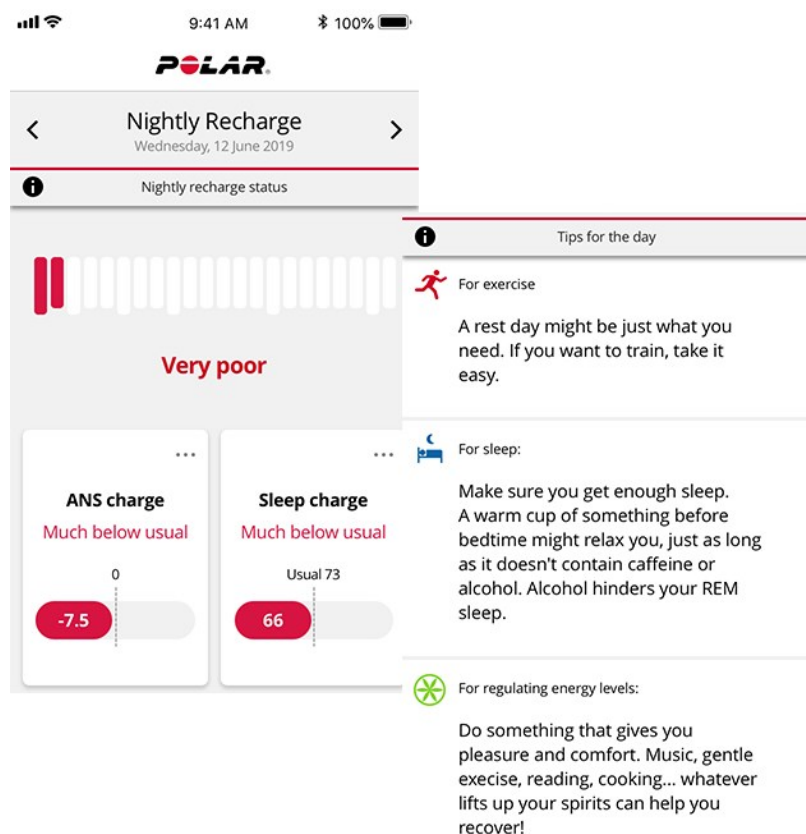 9:41 AM
100%
POLAR
Nightly Recharge
Wednesday, 12 June 2019
Nightly recharge status
Very poor
ANS charge
Much below usual
0
-7.5
Sleep charge
Much below usual
Usual 73
66
Tips for the day
For exercise
A rest day might be just what you
need. If you want to train, take it
easy.
For sleep:
Make sure you get enough sleep.
A warm cup of something before
bedtime might relax you, just as long
as it doesn't contain caffeine or
alcohol. Alcohol hinders your REM
sleep.
For regulating energy levels:
Do something that gives you
pleasure and comfort. Music, gentle
execise, reading, cooking... whatever
lifts up your spirits can help you
recover!